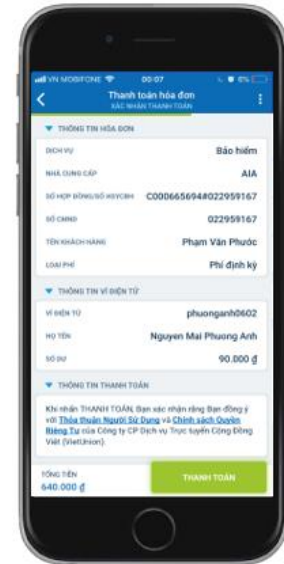 VN MOBIFONE 00:07 6%
Thanh toán hóa đơn
XÁC NHẬN THANH TOÁN
THÔNG TIN HÓA ĐƠN
DỊCH VỤ Bảo hiểm
NHÀ CUNG CẤP AIA
SỐ HỢP ĐỒNG/SỐ HSYCBH C000665694#022959167
SỐ CMND 022959167
TÊN KHÁCH HÀNG Phạm Văn Phước
LOẠI PHÍ Phí định kỳ
THÔNG TIN VÍ ĐIỆN TỬ
VÍ ĐIỆN TỬ phuonganh0602
HỌ TÊN Nguyen Mai Phuong Anh
SỐ DƯ 90.000 ₫
THÔNG TIN THANH TOÁN
Khi nhấn THANH TOÁN, Bạn xác nhận rằng Bạn đồng ý
với Thỏa thuận Người Sử Dụng và Chính sách Quyền
Riêng Tư của Công ty CP Dịch vụ Trực tuyến Cộng Đồng
Việt (VietUnion).
TỔNG TIỀN
640.000 ₫
THANH TOÁN